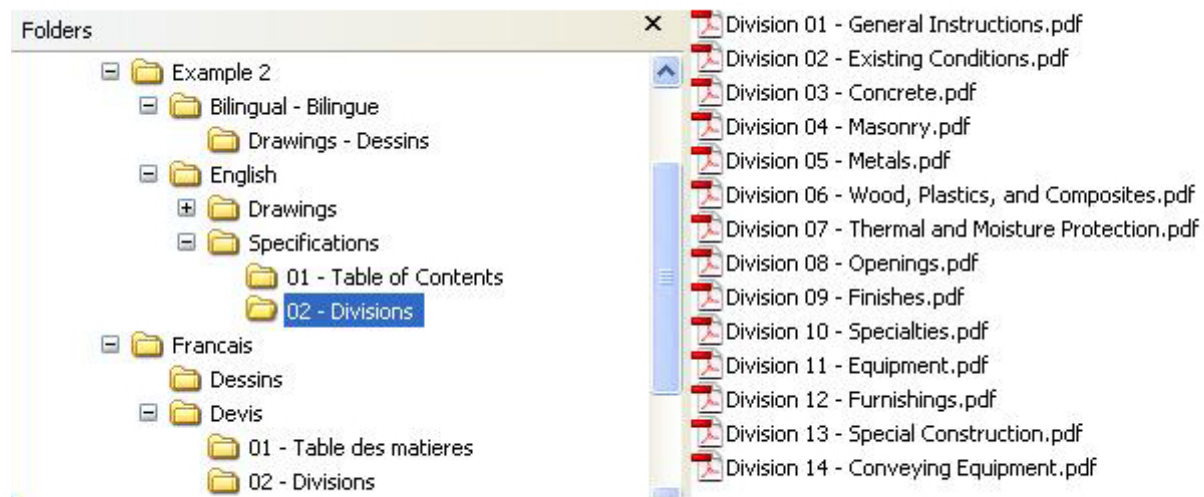 Folders
Example 2
Bilingual - Bilingue
Drawings - Dessins
English
Drawings
Specifications
01 - Table of Contents
02 - Divisions
Francais
Dessins
Devis
01 - Table des matieres
02 - Divisions
Division 01 - General Instructions.pdf
Division 02 - Existing Conditions.pdf
Division 03 - Concrete.pdf
Division 04 - Masonry.pdf
Division 05 - Metals.pdf
Division 06 - Wood, Plastics, and Composites.pdf
Division 07 - Thermal and Moisture Protection.pdf
Division 08 - Openings.pdf
Division 09 - Finishes.pdf
Division 10 - Specialties.pdf
Division 11 - Equipment.pdf
Division 12 - Furnishings.pdf
Division 13 - Special Construction.pdf
Division 14 - Conveying Equipment.pdf